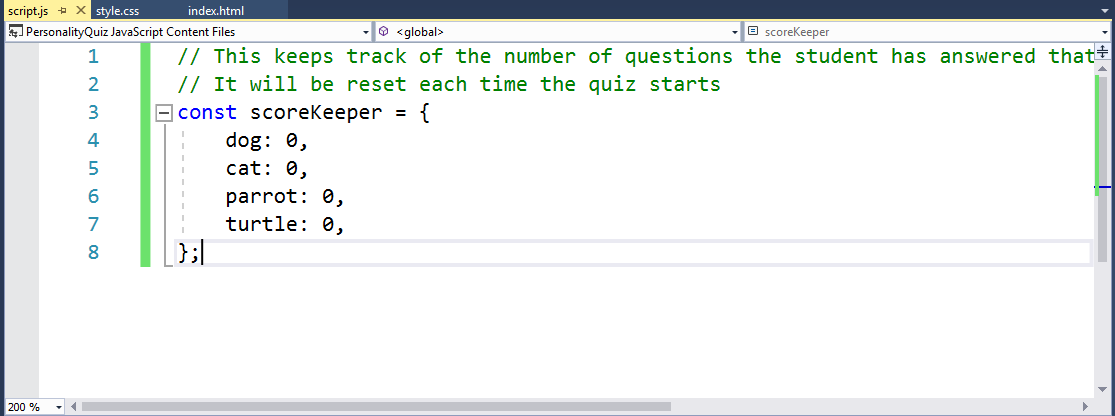 script.js style.css index.html
PersonalityQuiz JavaScript Content Files <global> scoreKeeper
1 // This keeps track of the number of questions the student has answered that
2 // It will be reset each time the quiz starts
3 const scoreKeeper = {
4 dog: 0,
5 cat: 0,
6 parrot: 0,
7 turtle: 0,
8 };
200 %